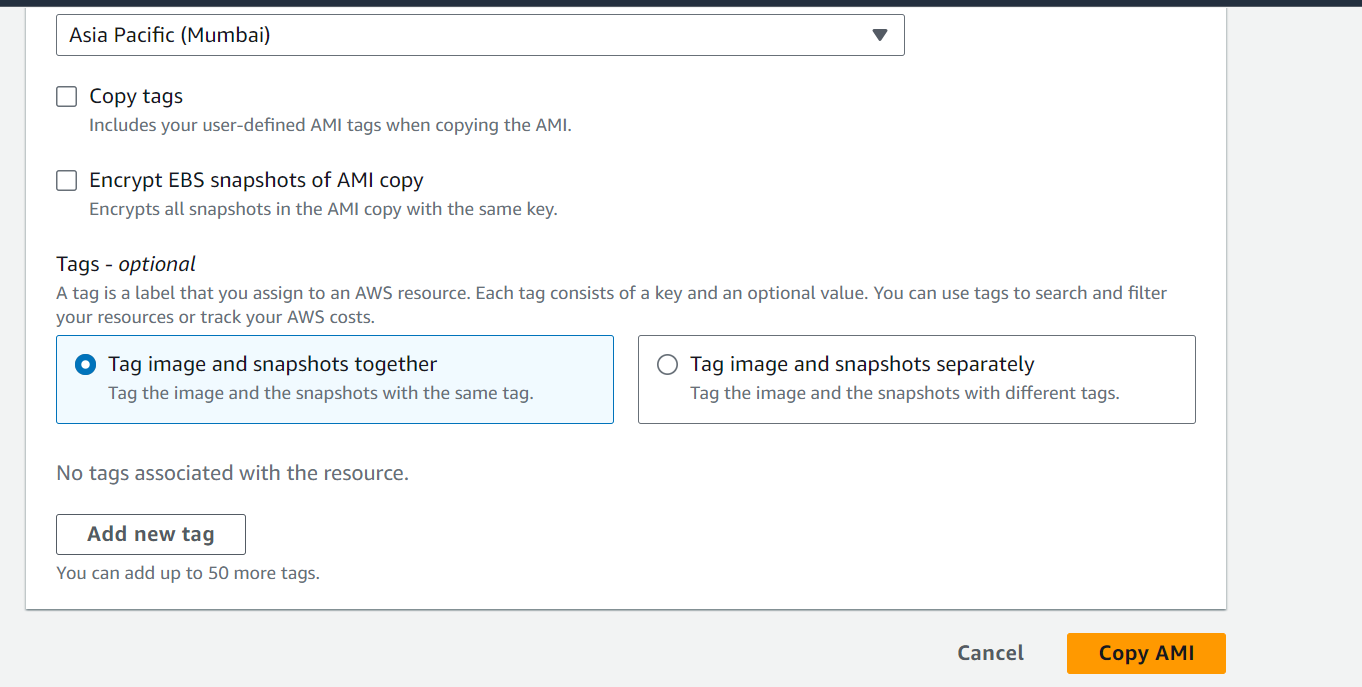 Asia Pacific (Mumbai)
Copy tags
Includes your user-defined AMI tags when copying the AMI.
Encrypt EBS snapshots of AMI copy
Encrypts all snapshots in the AMI copy with the same key.
Tags - optional
A tag is a label that you assign to an AWS resource. Each tag consists of a key and an optional value. You can use tags to search and filter
your resources or track your AWS costs.
Tag image and snapshots together
Tag the image and the snapshots with the same tag.
Tag image and snapshots separately
Tag the image and the snapshots with different tags.
No tags associated with the resource.
Add new tag
You can add up to 50 more tags.
Cancel
Copy AMI